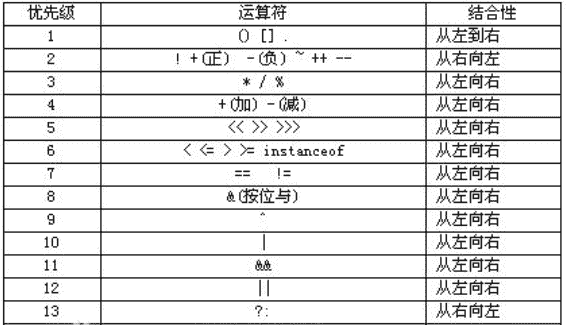 优先级 运算符 结合性
1 () [] . 从左到右
2 ! +(正) -(负) ~ ++ -- 从右向左
3 * / % 从左向右
4 +(加) -(减) 从左向右
5 << >> >>> 从左向右
6 < <= > >= instanceof 从左向右
7 == != 从左向右
8 &(按位与) 从左向右
9 ^ 从左向右
10 | 从左向右
11 && 从左向右
12 || 从左向右
13 ?: 从右向左